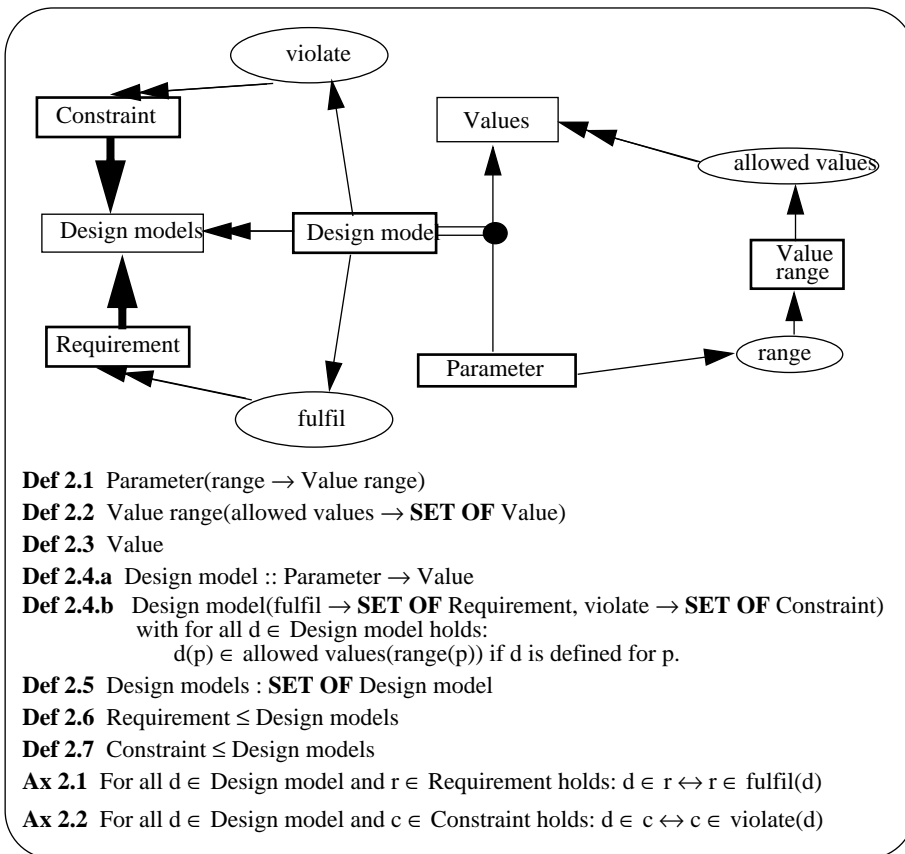 violate
Constraint
Values
allowed values
Design models
Design model
Value
range
Requirement
range
Parameter
fulfil
Def 2.1 Parameter(range → Value range)
Def 2.2 Value range(allowed values → SET OF Value)
Def 2.3 Value
Def 2.4.a Design model :: Parameter → Value
Def 2.4.b Design model(fulfil → SET OF Requirement, violate → SET OF Constraint)
with for all d ∈ Design model holds:
d(p) ∈ allowed values(range(p)) if d is defined for p.
Def 2.5 Design models : SET OF Design model
Def 2.6 Requirement ≤ Design models
Def 2.7 Constraint ≤ Design models
Ax 2.1 For all d ∈ Design model and r ∈ Requirement holds: d ∈ r ↔ r ∈ fulfil(d)
Ax 2.2 For all d ∈ Design model and c ∈ Constraint holds: d ∈ c ↔ c ∈ violate(d)